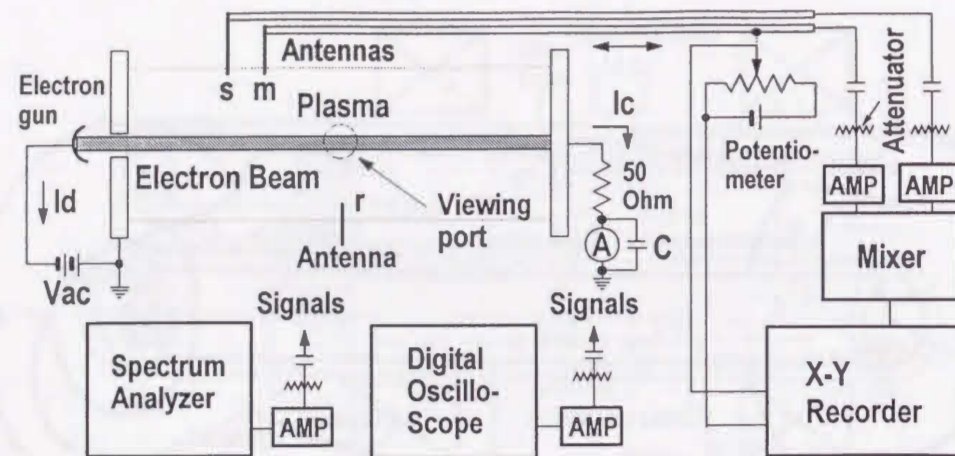 Antennas
Electron
gun
s m
Plasma
Ic
Attenuator
50
Ohm
Potentio-
meter
AMP
AMP
Electron Beam
Id
r
Viewing
port
A
C
Antenna
Mixer
Vac
Signals
Signals
Spectrum
Analyzer
AMP
Digital
Oscillo-
Scope
AMP
X-Y
Recorder